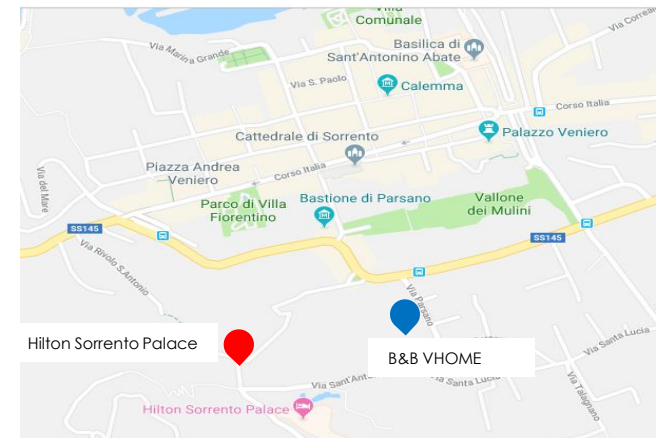 Villa
Comunale
Via Correale
Via Marina Grande
Basilica di
Sant'Antonino Abate
Via S. Paolo
Calemma
Corso Italia
Palazzo Veniero
Cattedrale di Sorrento
Piazza Andrea
Veniero
Corso Italia
Via del Mare
Parco di Villa
Fiorentino
Bastione di Parsano
Vallone
dei Mulini
SS145
SS145
Via Rivolo S.Antonio
Via Parsano
Hilton Sorrento Palace
B&B VHOME
Via Santa Lucia
Via Sant'Ant
Via Santa Lucia
Via Talagnano
Hilton Sorrento Palace